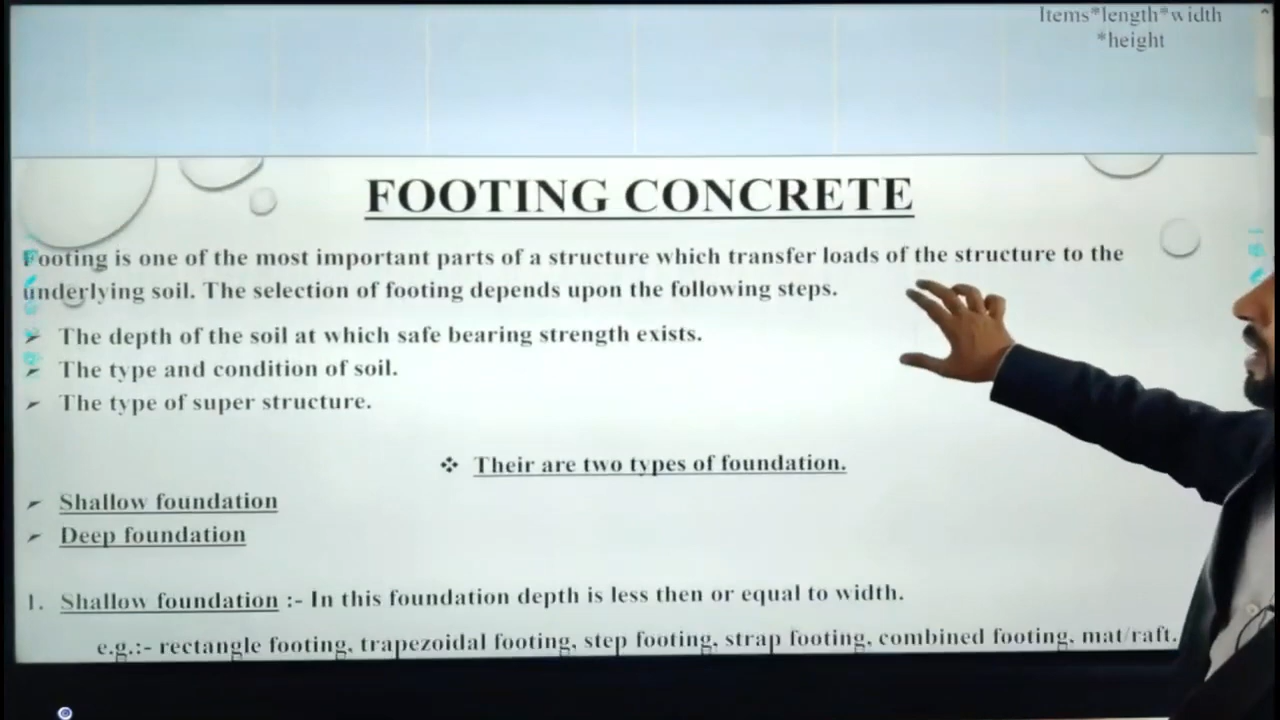 Items*length*width
*height
FOOTING CONCRETE
Footing is one of the most important parts of a structure which transfer loads of the structure to the
underlying soil. The selection of footing depends upon the following steps.
➢ The depth of the soil at which safe bearing strength exists.
➢ The type and condition of soil.
➢ The type of super structure.
❖ Their are two types of foundation.
➢ Shallow foundation
➢ Deep foundation
1. Shallow foundation :- In this foundation depth is less then or equal to width.
e.g.:- rectangle footing, trapezoidal footing, step footing, strap footing, combined footing, mat/raft.